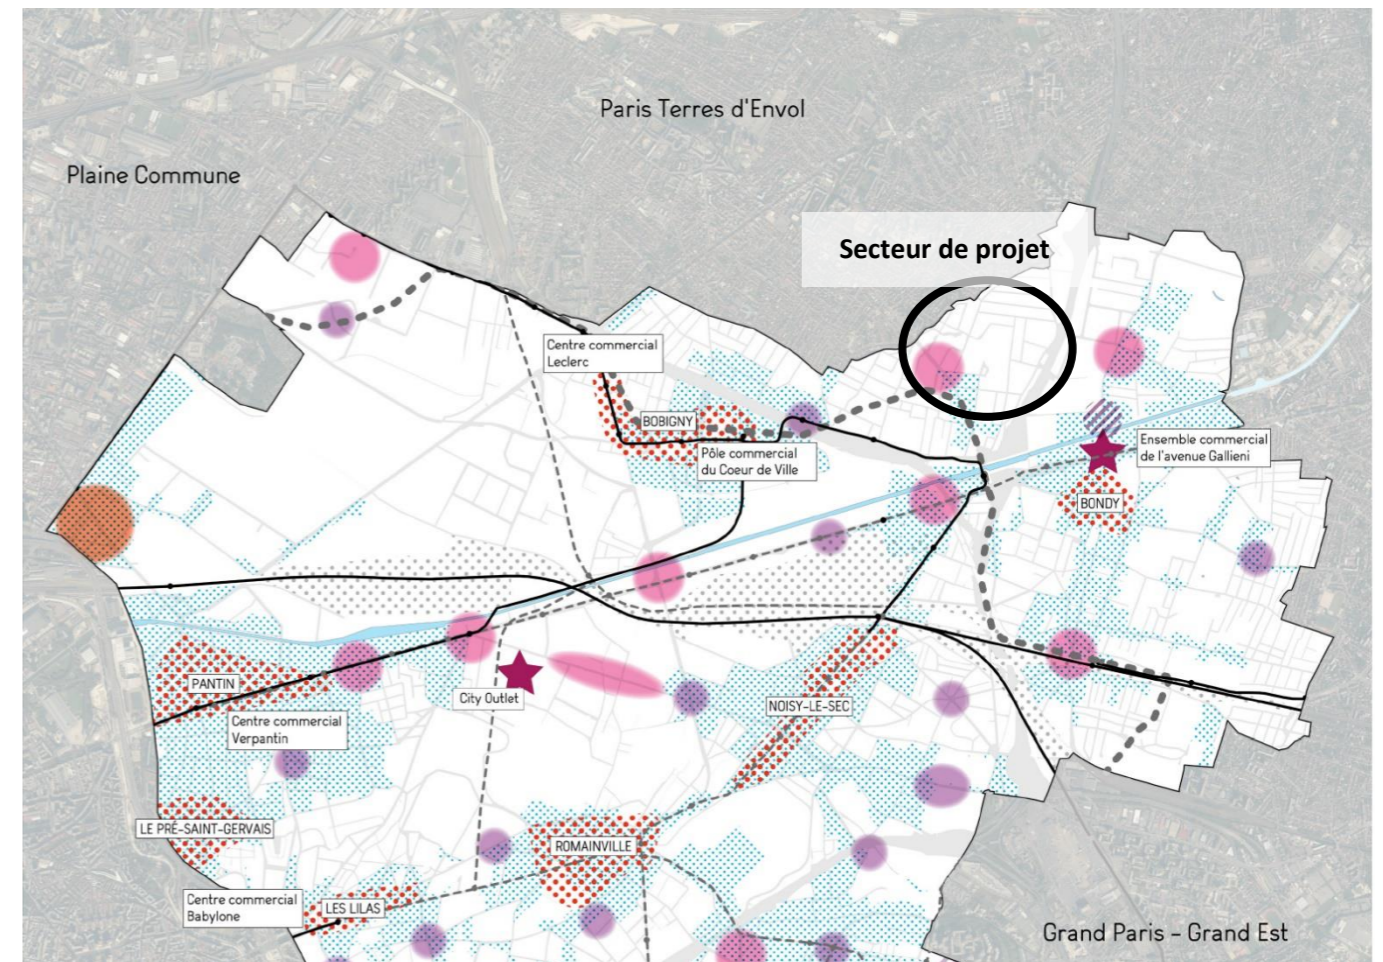 Paris Terres d'Envol
Plaine Commune
Secteur de projet
Centre commercial
Leclerc
BOBIGNY
Pôle commercial
du Coeur de Ville
Ensemble commercial
de l'avenue Gallieni
BONDY
PANTIN
City Outlet
Centre commercial
Verpantin
NOISY-LE-SEC
LE PRÉ-SAINT-GERVAIS
ROMAINVILLE
Centre commercial
Babylone
LES LILAS
Grand Paris - Grand Est